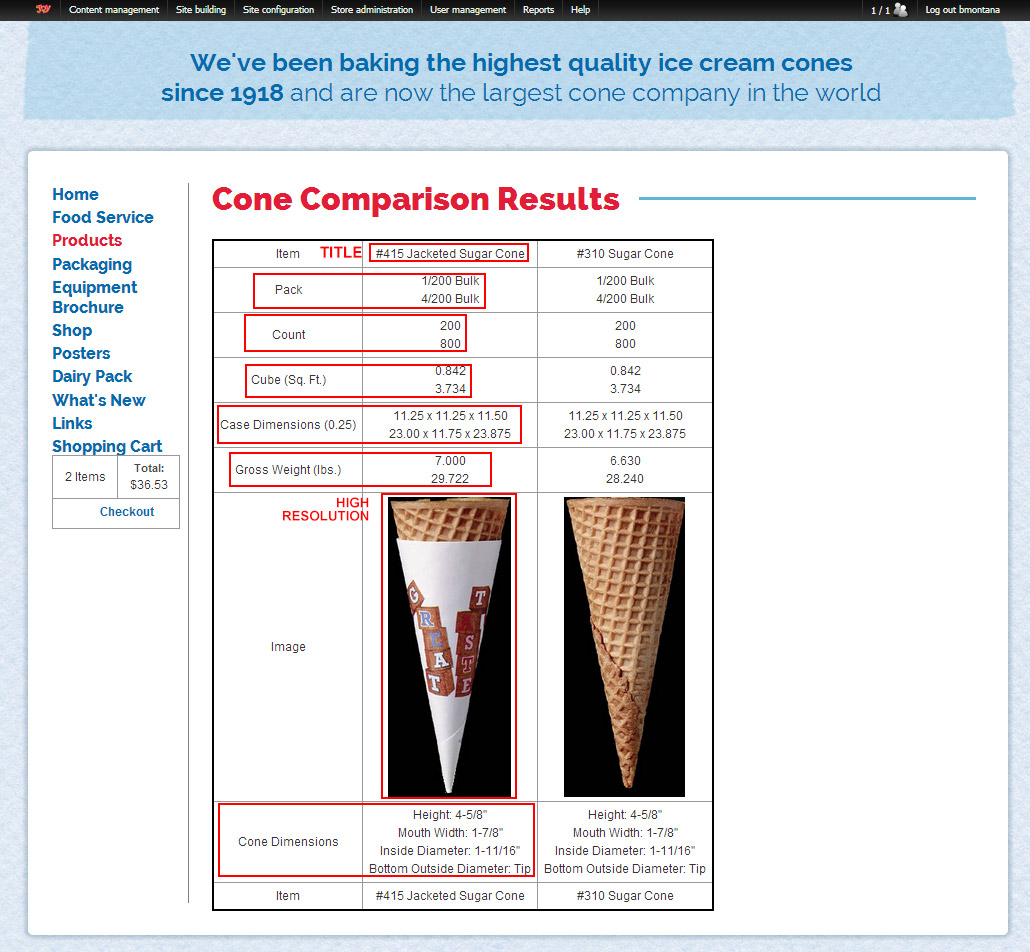 JOY Content management Site building Site configuration Store administration User management Reports Help 1 / 1 Log out bmontana
We've been baking the highest quality ice cream cones
since 1918 and are now the largest cone company in the world
Home
Food Service
Products
Packaging
Equipment
Brochure
Shop
Posters
Dairy Pack
What's New
Links
Shopping Cart
2 Items
Total:
$36.53
Checkout
Cone Comparison Results
Item TITLE #415 Jacketed Sugar Cone #310 Sugar Cone
Pack
1/200 Bulk 1/200 Bulk
4/200 Bulk 4/200 Bulk
Count
200 200
800 800
Cube (Sq. Ft.)
0.842 0.842
3.734 3.734
Case Dimensions (0.25)
11.25 x 11.25 x 11.50 11.25 x 11.25 x 11.50
23.00 x 11.75 x 23.875 23.00 x 11.75 x 23.875
Gross Weight (lbs.)
7.000 6.630
29.722 28.240
HIGH
RESOLUTION
Image
GREAT
TASTE
Cone Dimensions
Height: 4-5/8" Height: 4-5/8"
Mouth Width: 1-7/8" Mouth Width: 1-7/8"
Inside Diameter: 1-11/16" Inside Diameter: 1-11/16"
Bottom Outside Diameter: Tip Bottom Outside Diameter: Tip
Item #415 Jacketed Sugar Cone #310 Sugar Cone